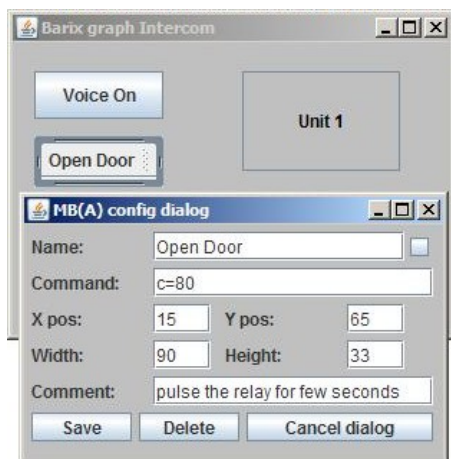 Barix graph Intercom
Voice On
Unit 1
Open Door
MB(A) config dialog
Name: Open Door
Command: c=80
X pos: 15 Y pos: 65
Width: 90 Height: 33
Comment: pulse the relay for few seconds
Save Delete Cancel dialog